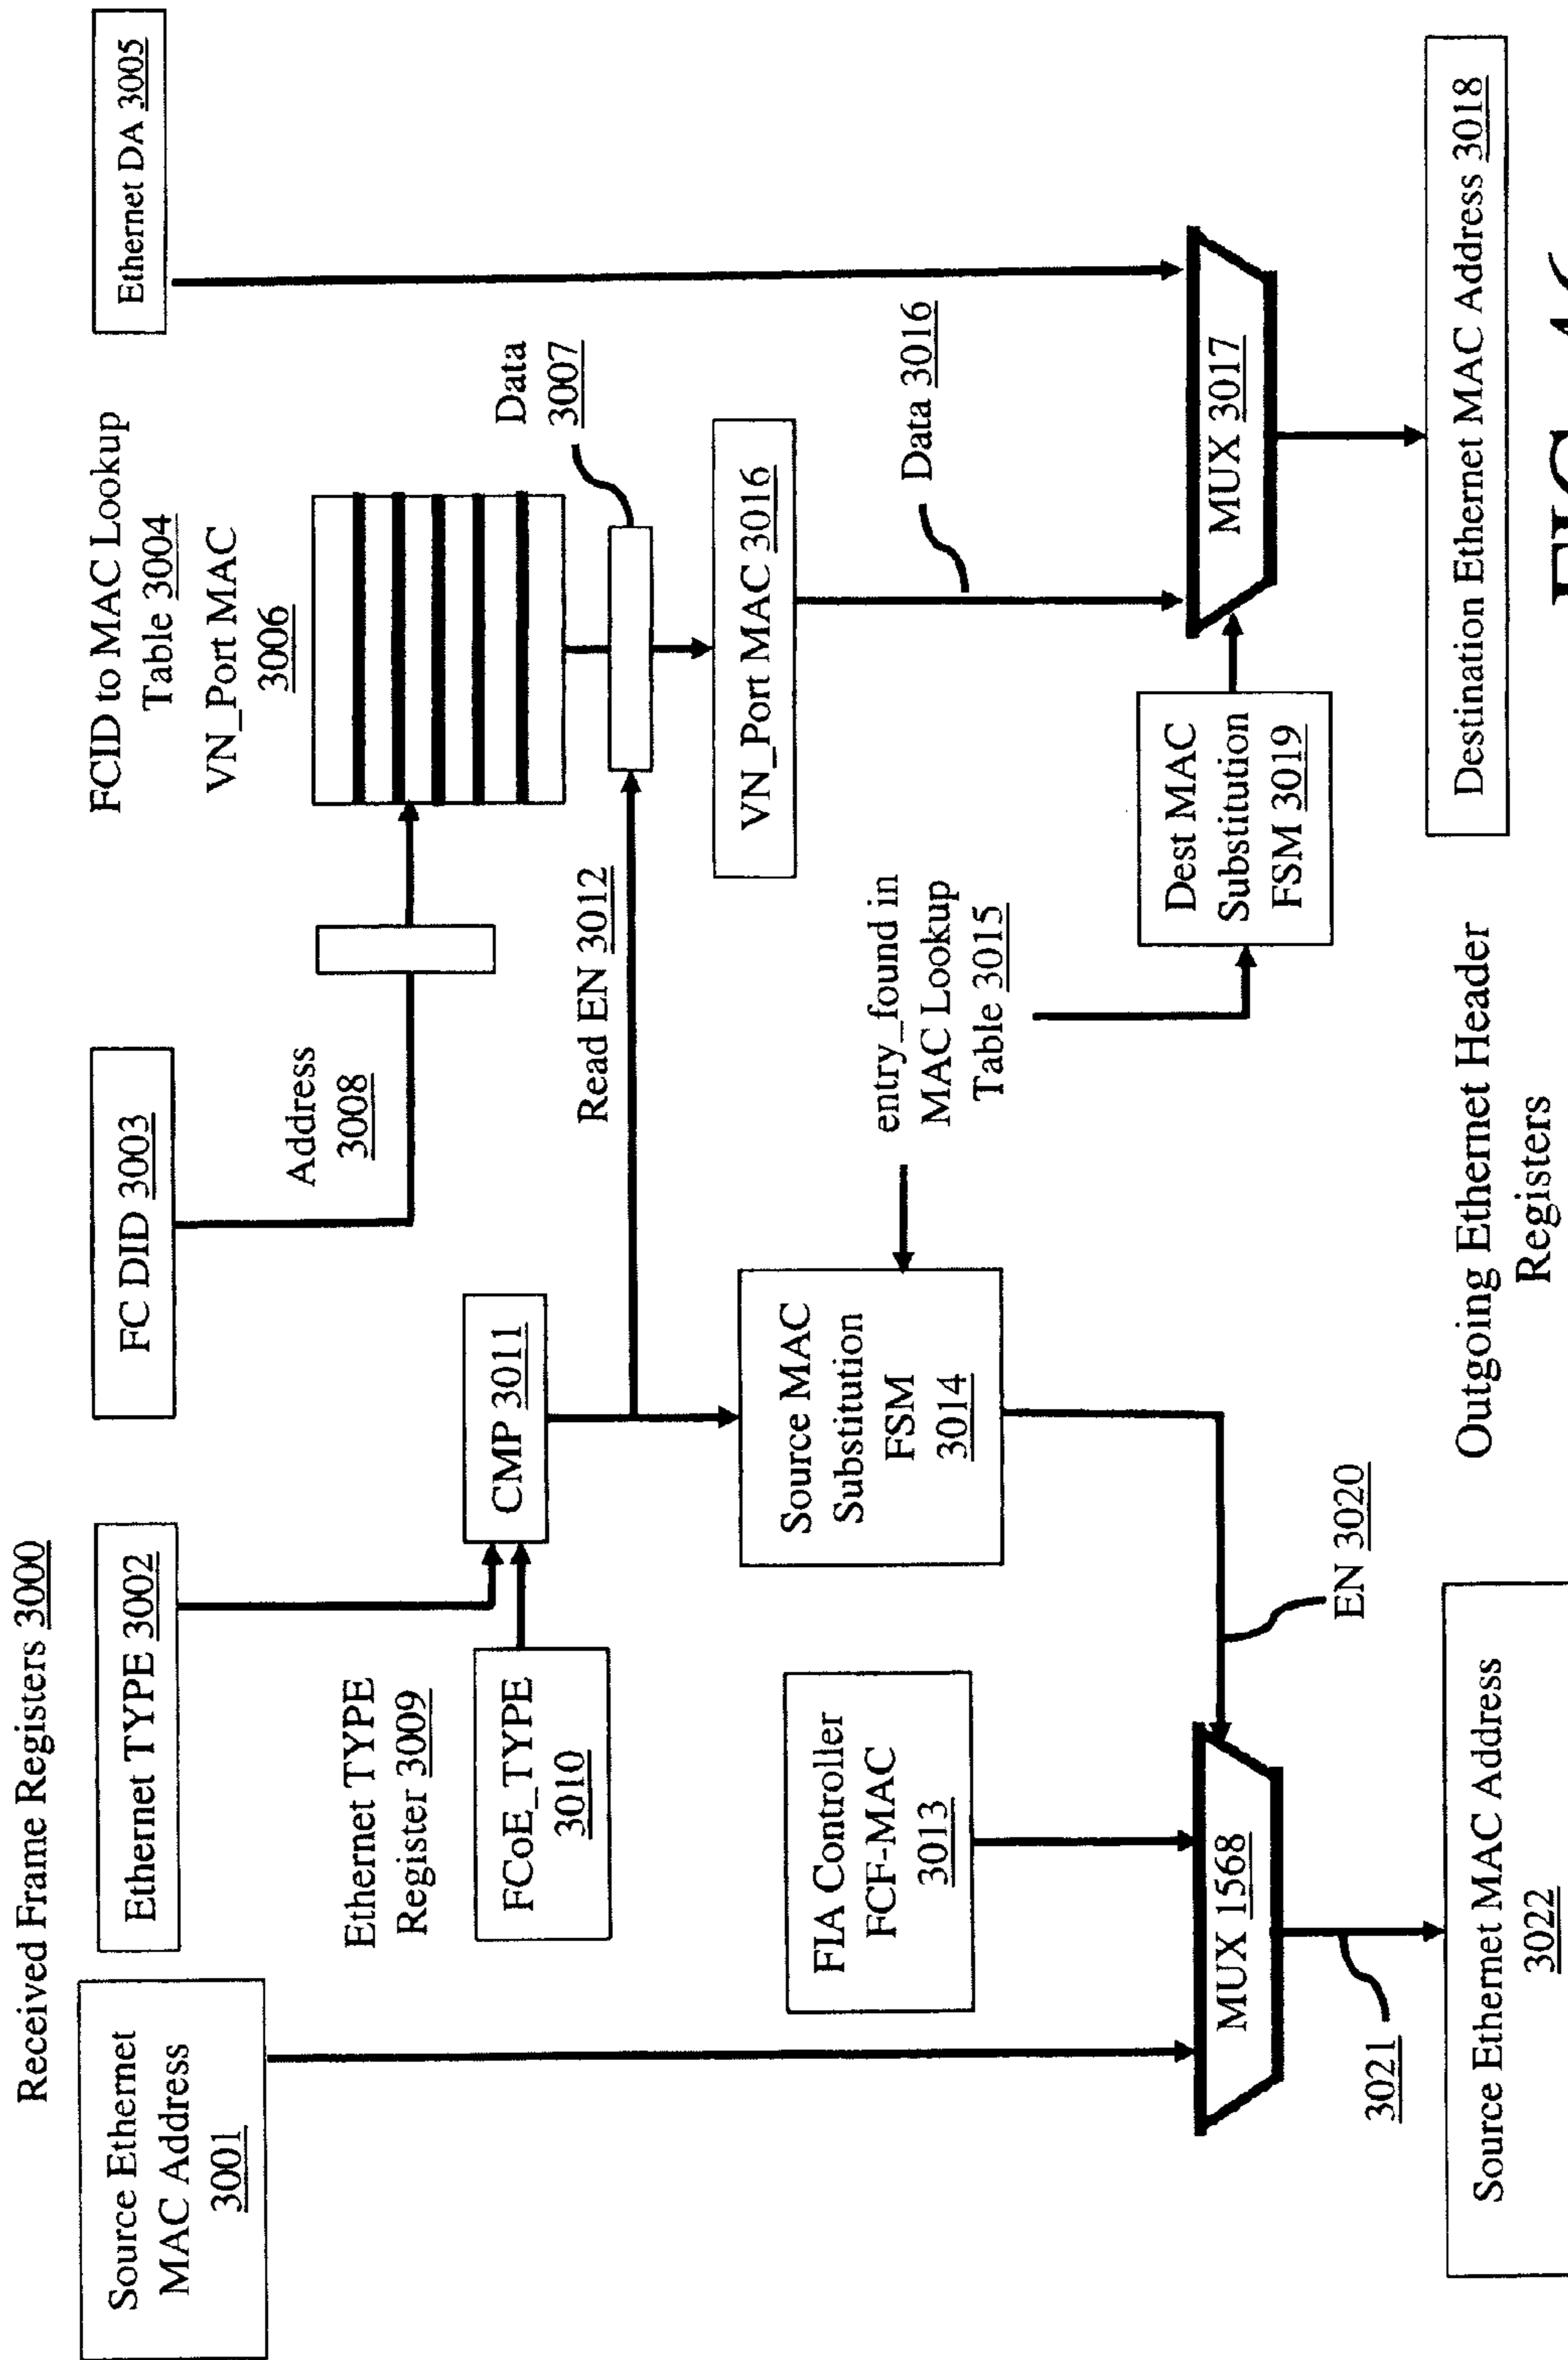 Received Frame Registers 3000
Source Ethernet
MAC Address
3001
Ethernet TYPE 3002
FC DID 3003
FCID to MAC Lookup
Table 3004
VN_Port MAC
3006
Ethernet DA 3005
Ethernet TYPE
Register 3009
FCoE_TYPE
3010
CMP 3011
Address
3008
Data
3007
Read EN 3012
VN_Port MAC 3016
FIA Controller
FCF-MAC
3013
Source MAC
Substitution
FSM
3014
entry_found in
MAC Lookup
Table 3015
Data 3016
Dest MAC
Substitution
FSM 3019
MUX 1568
MUX 3017
EN 3020
3021
Source Ethernet MAC Address
3022
Outgoing Ethernet Header
Registers
Destination Ethernet MAC Address 3018